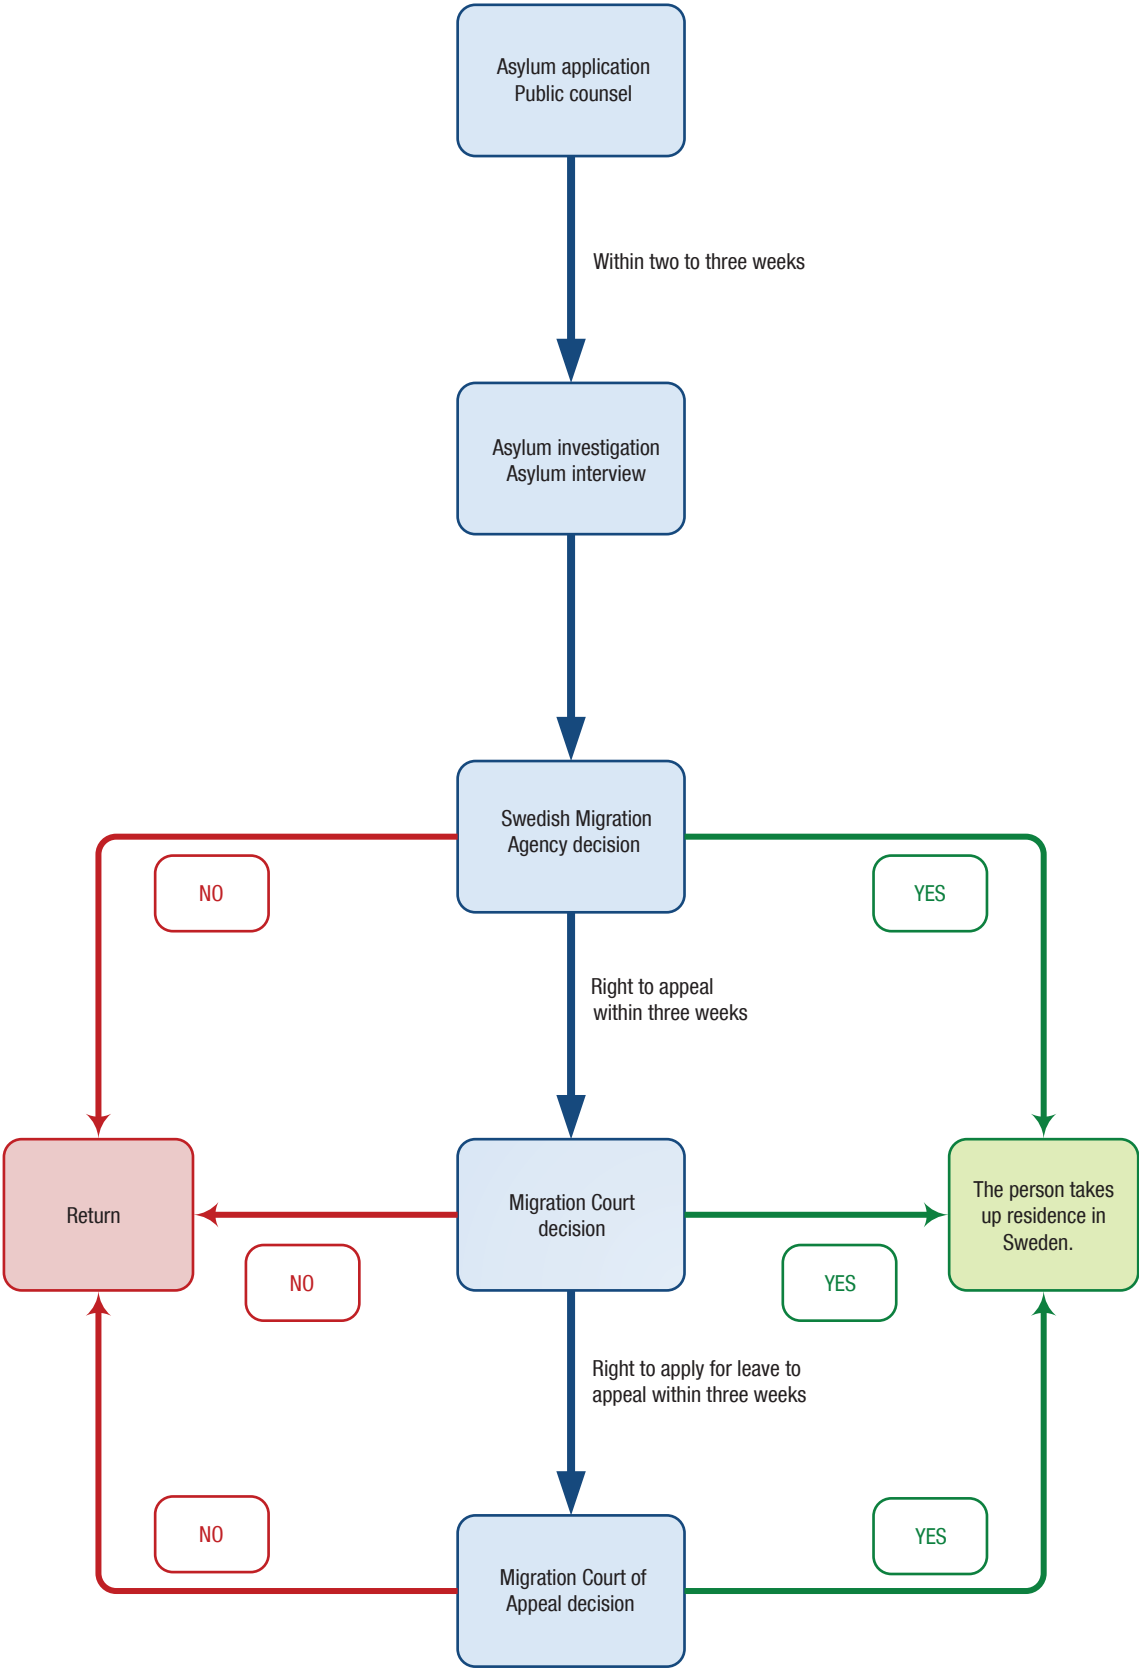 Asylum application
Public counsel
Within two to three weeks
Asylum investigation
Asylum interview
Swedish Migration
Agency decision
NO
YES
Right to appeal
within three weeks
Return
Migration Court
decision
The person takes
up residence in
Sweden.
NO
YES
Right to apply for leave to
appeal within three weeks
NO
YES
Migration Court of
Appeal decision